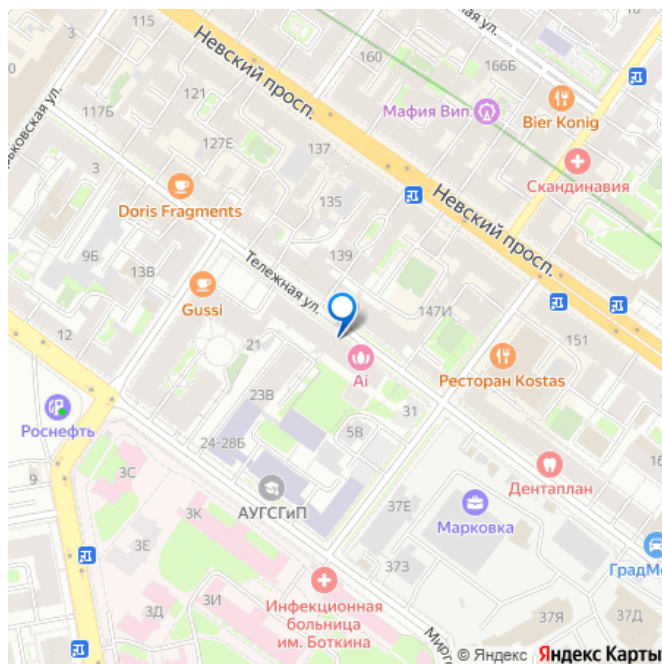 115
Невский просп.
160
166Б
Мафия Вип
Bier Konig
121
117Б
3
127Е
137
Скандинавия
Doris Fragments
135
Невский просп.
9Б
13В
139
Тележная ул.
Gussi
147И
12
21
151
Ai
Ресторан Kostas
23В
31
Роснефть
5В
24-28Б
9
3С
АУГСГиП
Дентаплан
37Е
Марковка
3К
3Е
37З
ГрадМе
3И
3Д
Инфекционная
больница
им. Боткина
Мирг
37Я
37Д
© Яндекс Яндекс Карты